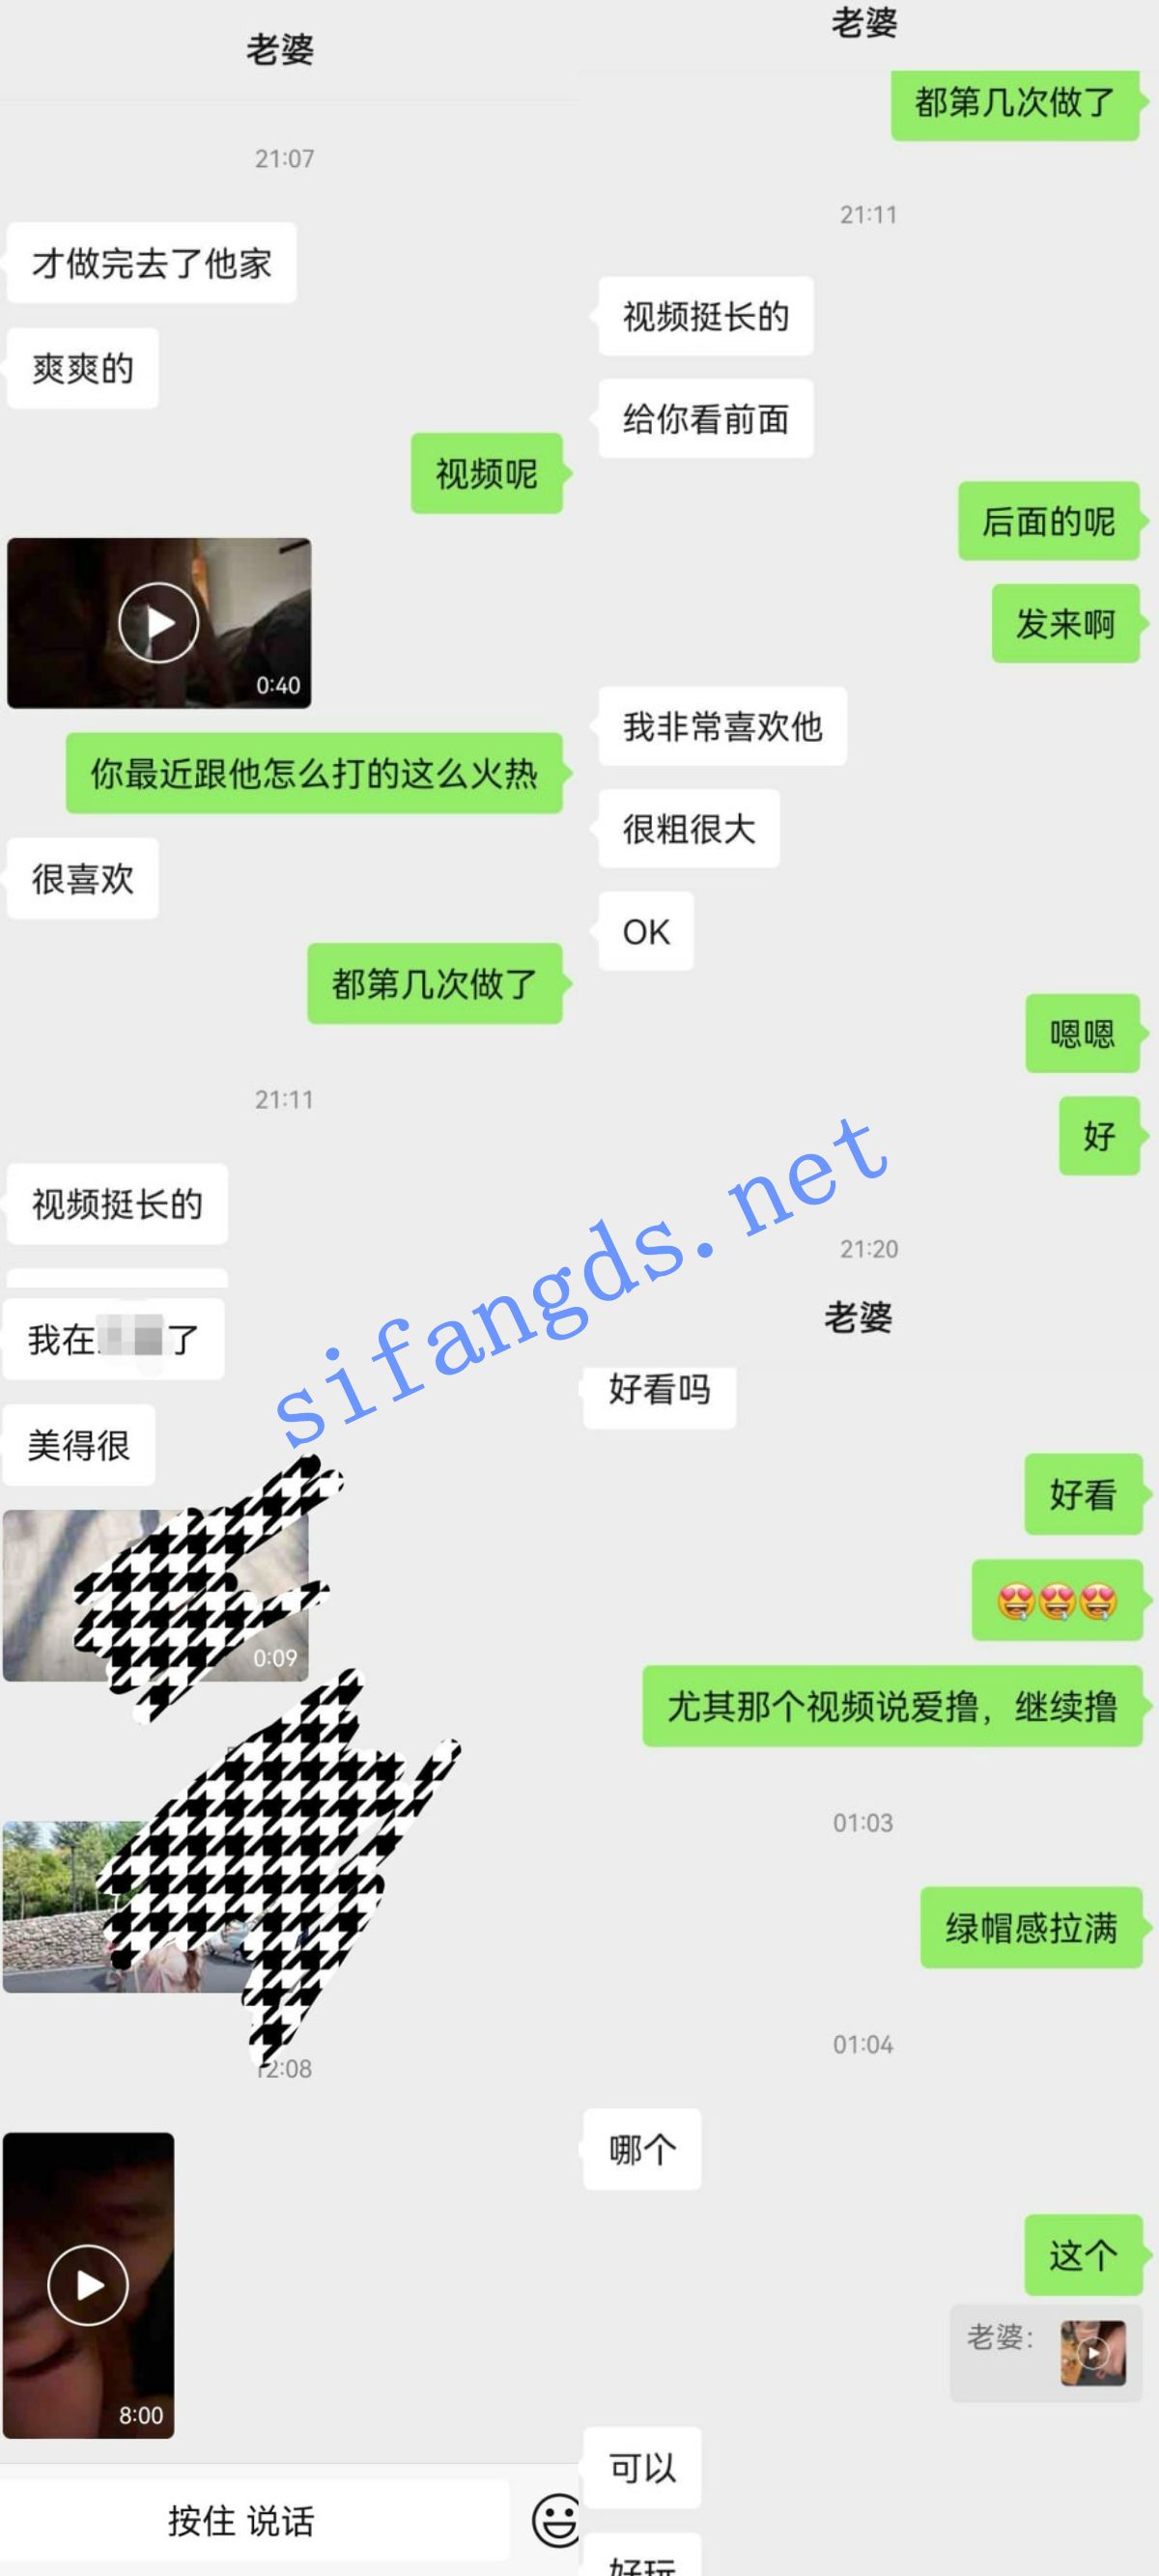 老婆
21:07
才做完去了他家
爽爽的
视频呢
0:40
你最近跟他怎么打的这么火热
很喜欢
都第几次做了
21:11
视频挺长的
我在
了
美得很
0:09
12:08
8:00
按住 说话
老婆
都第几次做了
21:11
视频挺长的
给你看前面
后面的呢
发来啊
我非常喜欢他
很粗很大
OK
嗯嗯
好
21:20
老婆
好看吗
好看
🤤🤤🤤
尤其那个视频说爱撸，继续撸
01:03
绿帽感拉满
01:04
哪个
这个
老婆：
可以
好玩
sifangds.net